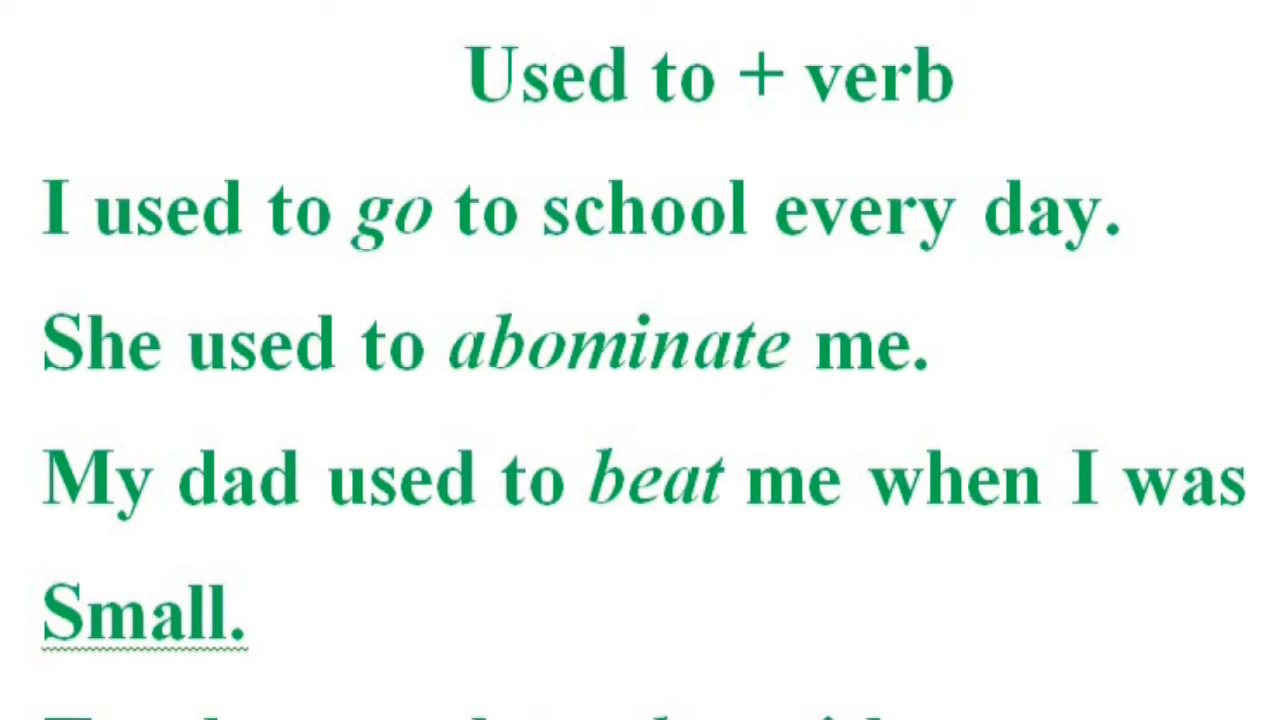 Used to + verb
I used to go to school every day.
She used to abominate me.
My dad used to beat me when I was
Small.